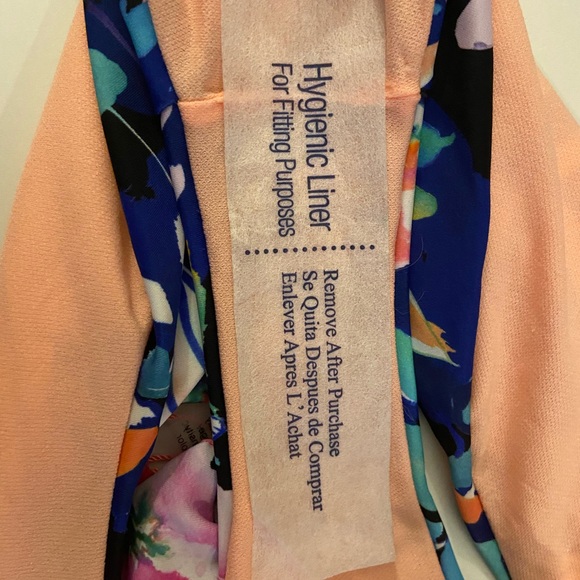 Hygienic Liner
For Fitting Purposes
Remove After Purchase
Se Quita Despues de Comprar
Enlever Apres L'Achat